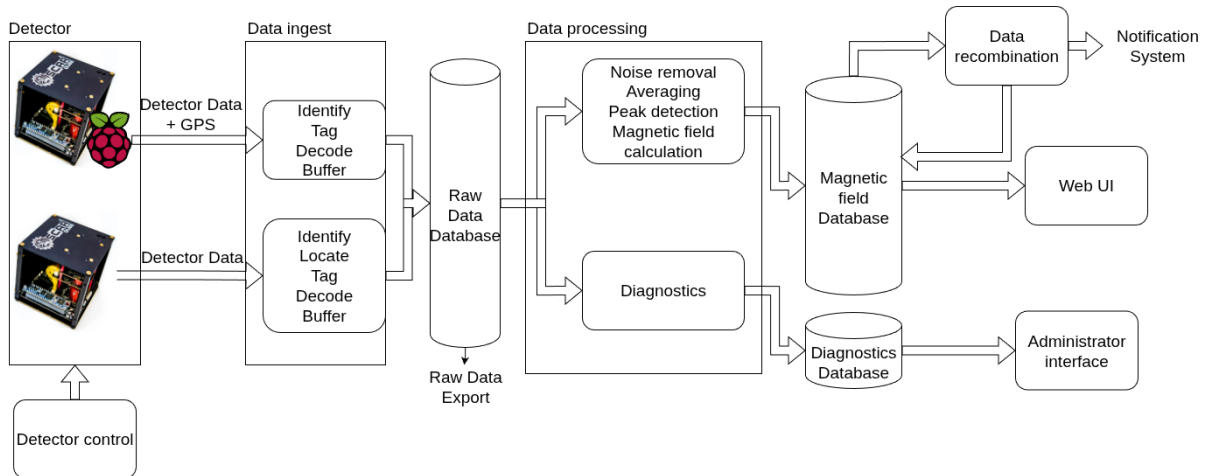 Detector
Data ingest
Data processing
Data
recombination
Notification
System
Detector Data
+ GPS
Identify
Tag
Decode
Buffer
Noise removal
Averaging
Peak detection
Magnetic field
calculation
Raw
Data
Database
Magnetic
field
Database
Web UI
Detector Data
Identify
Locate
Tag
Decode
Buffer
Diagnostics
Diagnostics
Database
Administrator
interface
Raw Data
Export
Detector control